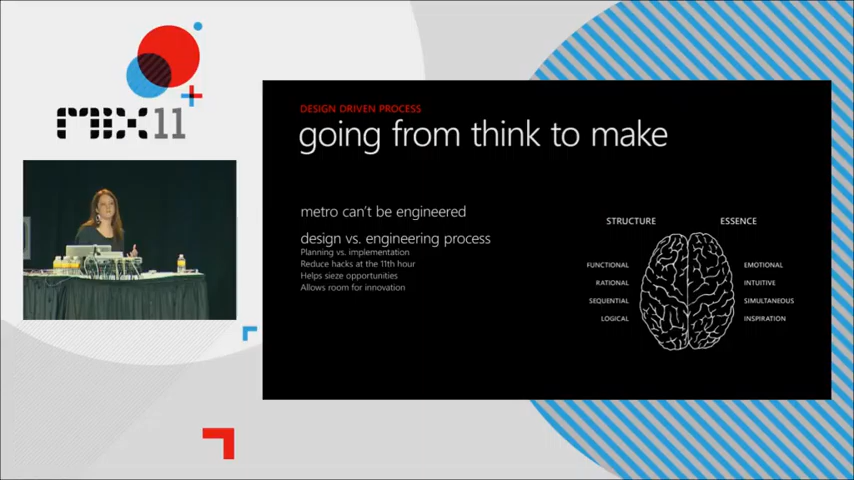 mix11
DESIGN DRIVEN PROCESS
going from think to make
metro can't be engineered
design vs. engineering process
Planning vs. implementation
Reduce hacks at the 11th hour
Helps sieze opportunities
Allows room for innovation
STRUCTURE
ESSENCE
FUNCTIONAL
EMOTIONAL
RATIONAL
INTUITIVE
SEQUENTIAL
SIMULTANEOUS
LOGICAL
INSPIRATION